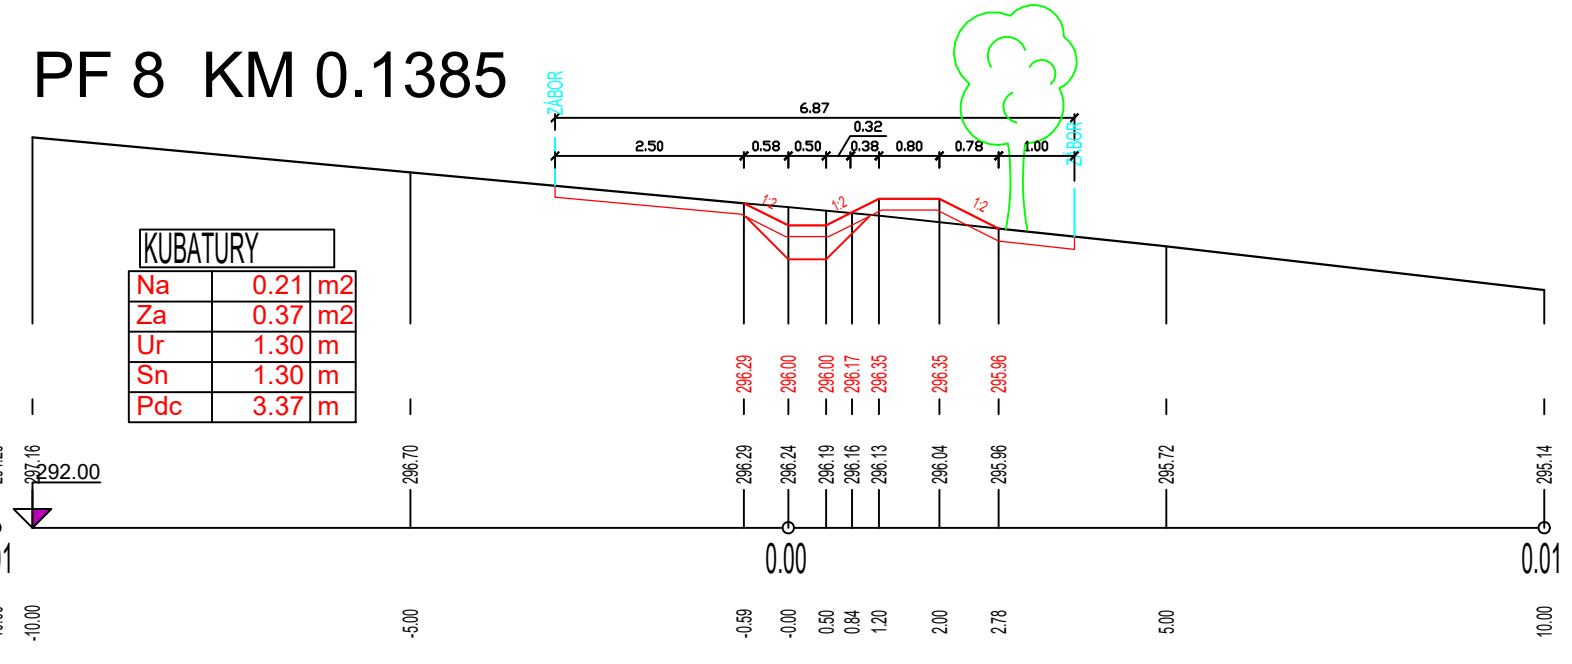 PF 8 KM 0.1385
ZÁBOR
6.87
0.32
2.50 0.58 0.50 0.38 0.80 0.78 1.00
ZÁBOR
1:2 1:2 1:2
KUBATURY
Na 0.21 m2
Za 0.37 m2
Ur 1.30 m
Sn 1.30 m
Pdc 3.37 m
296.29 296.00 296.00 296.17 296.35 296.35 295.96
297.16 296.70 296.29 296.24 296.19 296.16 296.13 296.04 295.96 295.72 295.14
292.00
0.00 0.01
-10.00 -5.00 -0.59 -0.00 0.50 0.84 1.20 2.00 2.78 5.00 10.00